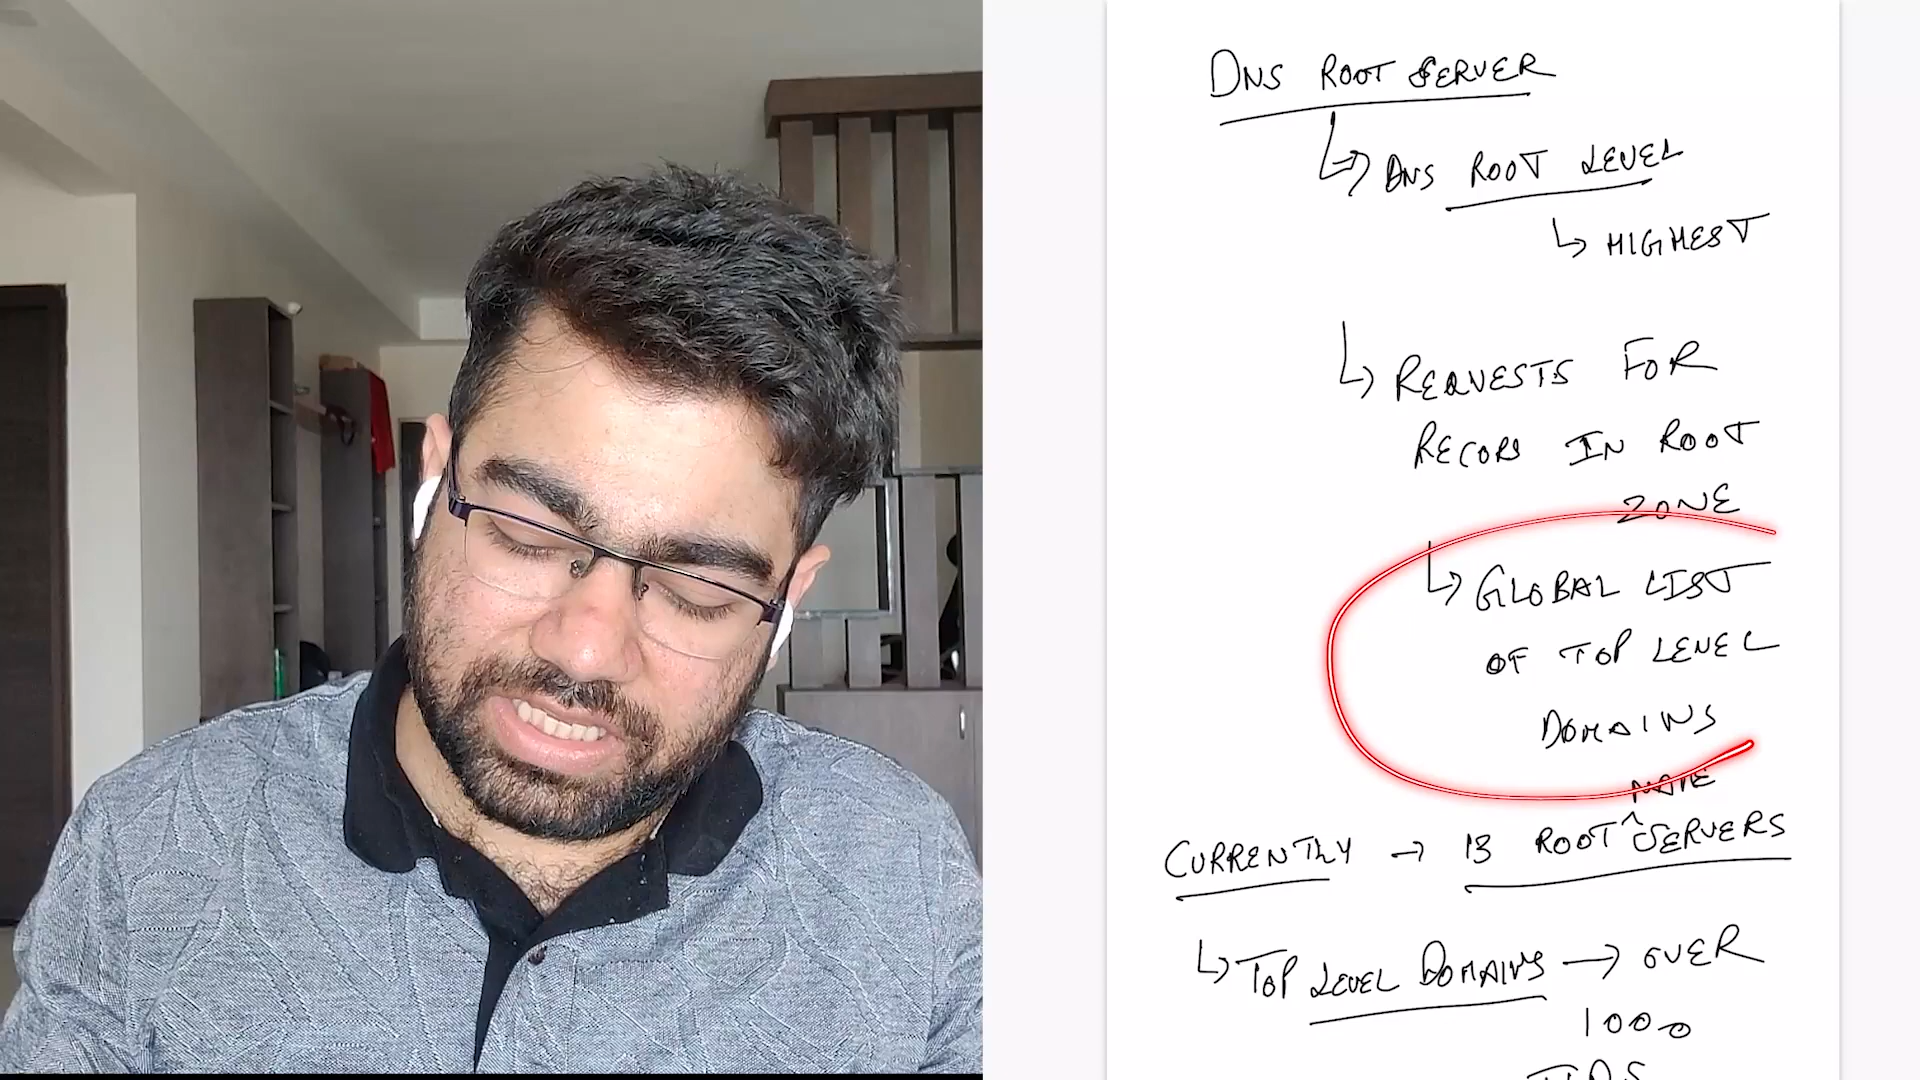 DNS ROOT SERVER
DNS ROOT LEVEL
HIGHEST
REQUESTS FOR
RECORS IN ROOT
ZONE
GLOBAL LIST
OF TOP LEVEL
DOMAINS
NAME
CURRENTLY → 13 ROOT ^ SERVERS
TOP LEVEL DOMAINS → OVER
1000